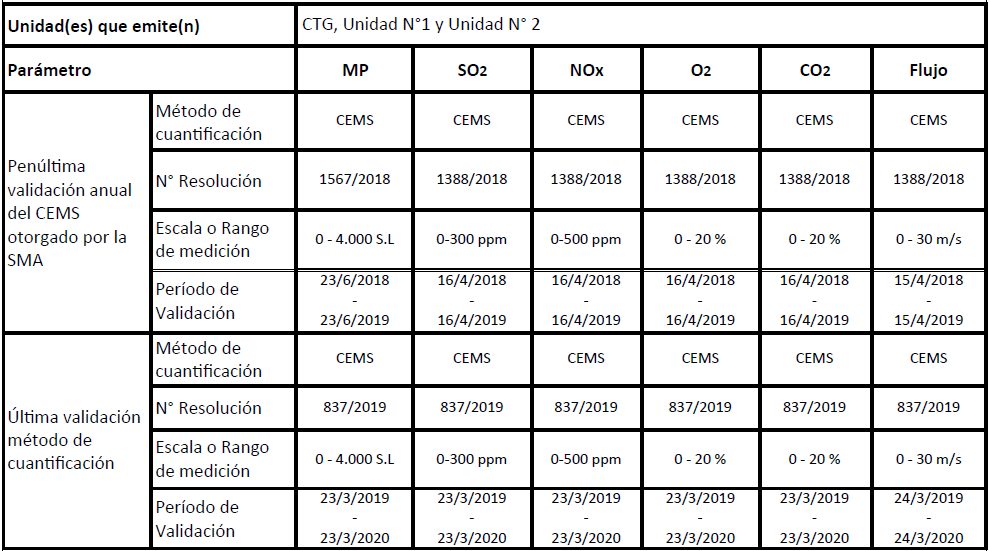 Unidad(es) que emite(n) CTG, Unidad N°1 y Unidad N° 2
Parámetro MP SO2 NOx O2 CO2 Flujo
Penúltima
validación anual
del CEMS
otorgado por la
SMA
Método de
cuantificación
CEMS CEMS CEMS CEMS CEMS CEMS
N° Resolución 1567/2018 1388/2018 1388/2018 1388/2018 1388/2018 1388/2018
Escala o Rango
de medición
0 - 4.000 S.L 0-300 ppm 0-500 ppm 0 - 20 % 0 - 20 % 0 - 30 m/s
Período de
Validación
23/6/2018 16/4/2018 16/4/2018 16/4/2018 16/4/2018 15/4/2018
- - - - - -
23/6/2019 16/4/2019 16/4/2019 16/4/2019 16/4/2019 15/4/2019
Última validación
método de
cuantificación
Método de
cuantificación
CEMS CEMS CEMS CEMS CEMS CEMS
N° Resolución 837/2019 837/2019 837/2019 837/2019 837/2019 837/2019
Escala o Rango
de medición
0 - 4.000 S.L 0-300 ppm 0-500 ppm 0 - 20 % 0 - 20 % 0 - 30 m/s
Período de
Validación
23/3/2019 23/3/2019 23/3/2019 23/3/2019 23/3/2019 24/3/2019
- - - - - -
23/3/2020 23/3/2020 23/3/2020 23/3/2020 23/3/2020 24/3/2020